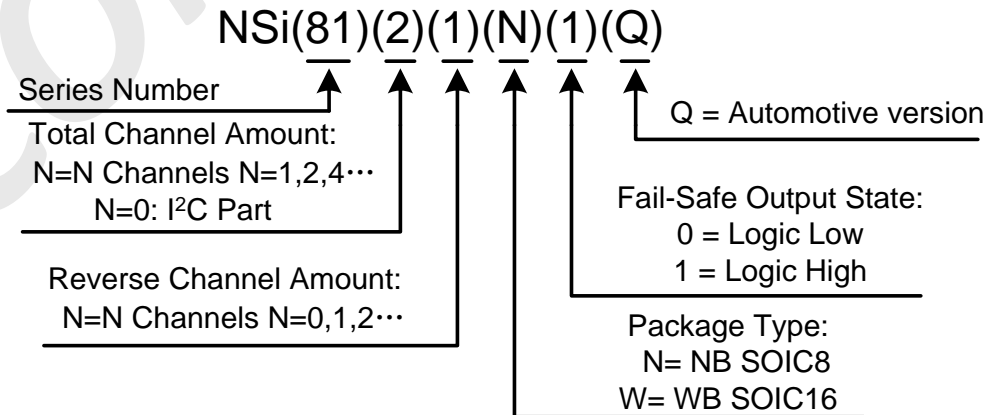 NSi(81)(2)(1)(N)(1)(Q)
Series Number
Total Channel Amount:
N=N Channels N=1,2,4⋯
N=0: I²C Part
Reverse Channel Amount:
N=N Channels N=0,1,2⋯
Q = Automotive version
Fail-Safe Output State:
0 = Logic Low
1 = Logic High
Package Type:
N= NB SOIC8
W= WB SOIC16